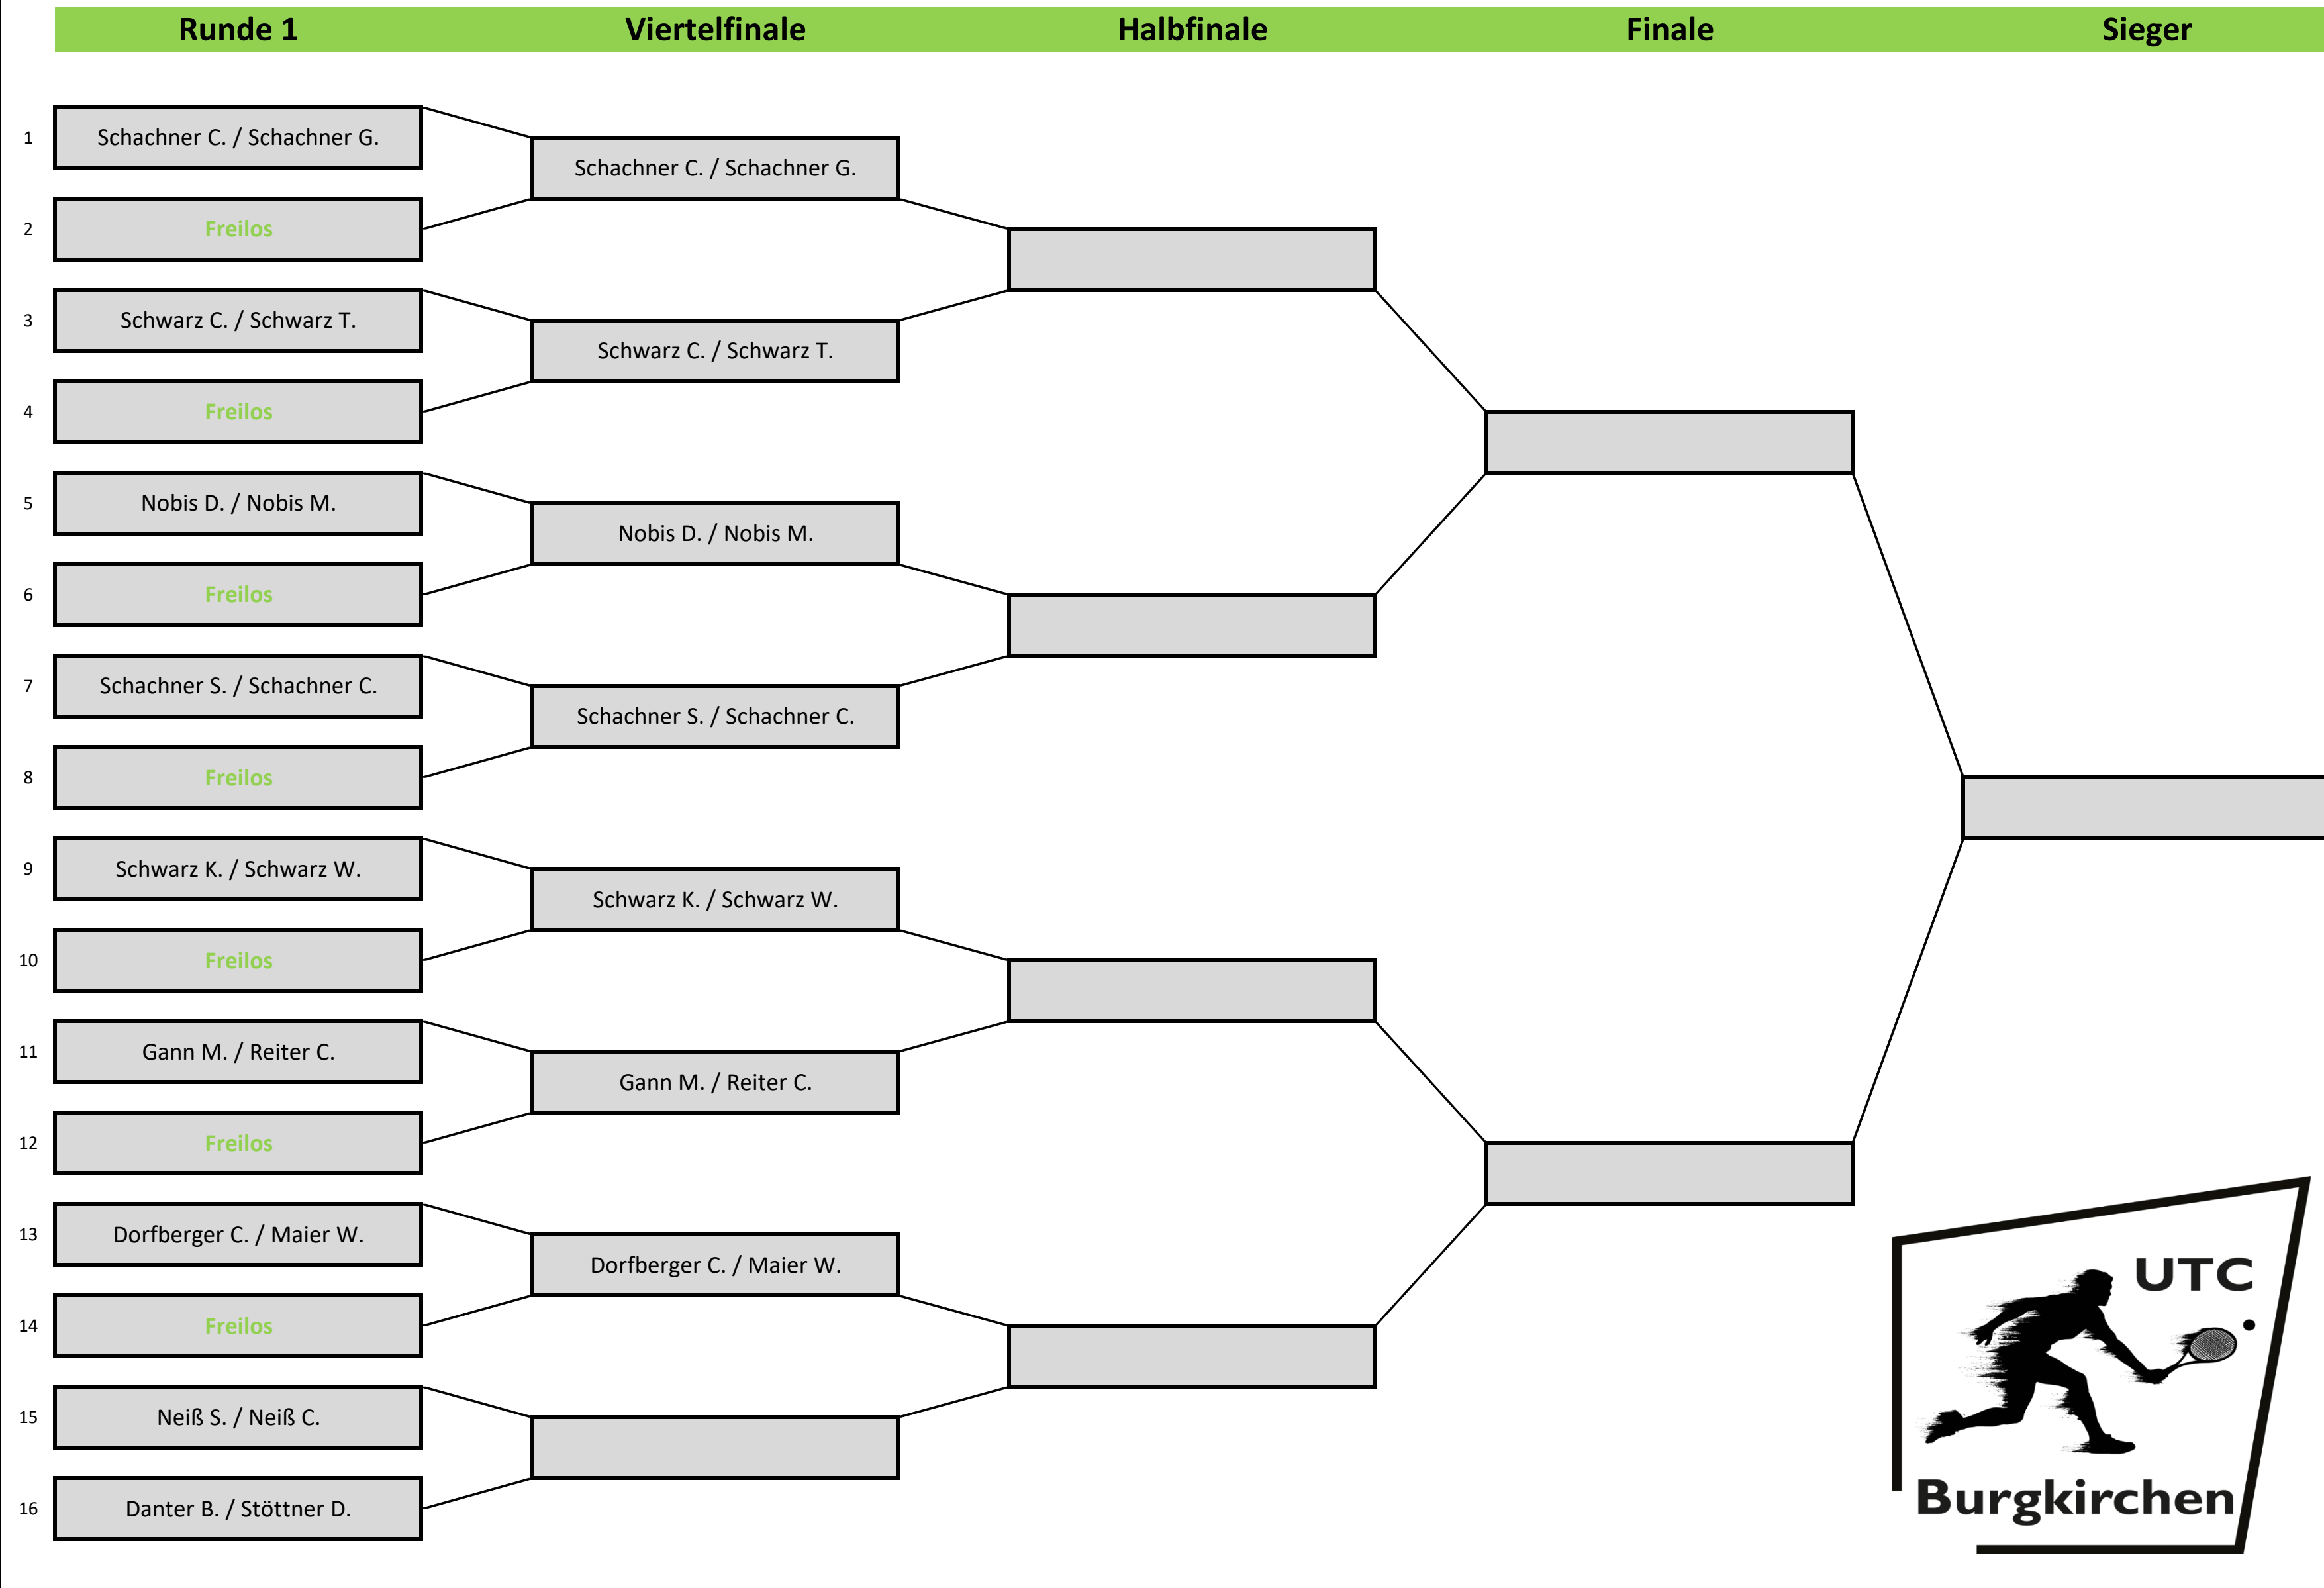 Runde 1 Viertelfinale Halbfinale Finale Sieger
1 Schachner C. / Schachner G.
Schachner C. / Schachner G.
2 Freilos
3 Schwarz C. / Schwarz T.
Schwarz C. / Schwarz T.
4 Freilos
5 Nobis D. / Nobis M.
Nobis D. / Nobis M.
6 Freilos
7 Schachner S. / Schachner C.
Schachner S. / Schachner C.
8 Freilos
9 Schwarz K. / Schwarz W.
Schwarz K. / Schwarz W.
10 Freilos
11 Gann M. / Reiter C.
Gann M. / Reiter C.
12 Freilos
13 Dorfberger C. / Maier W.
Dorfberger C. / Maier W.
14 Freilos
15 Neiß S. / Neiß C.
16 Danter B. / Stöttner D.
UTC
Burgkirchen